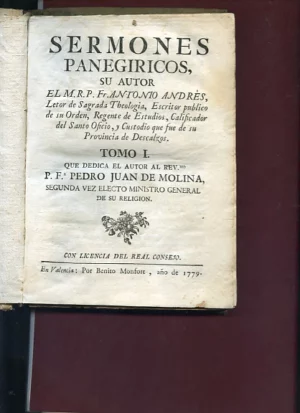 SERMONES
PANEGIRICOS,
SU AUTOR
EL M.R.P. Fr. ANTONIO ANDRÈS,
Letor de Sagrada Theologia, Escritor publico
de su Orden, Regente de Estudios, Calificador
del Santo Oficio, y Custodio que fue de su
Provincia de Descalzos.
TOMO I.
QUE DEDICA EL AUTOR AL REV.mo
P. F.r PEDRO JUAN DE MOLINA,
SEGUNDA VEZ ELECTO MINISTRO GENERAL
DE SU RELIGION.
CON LICENCIA DEL REAL CONSEJO.
En Valencia: Por Benito Monfort, año de 1779.